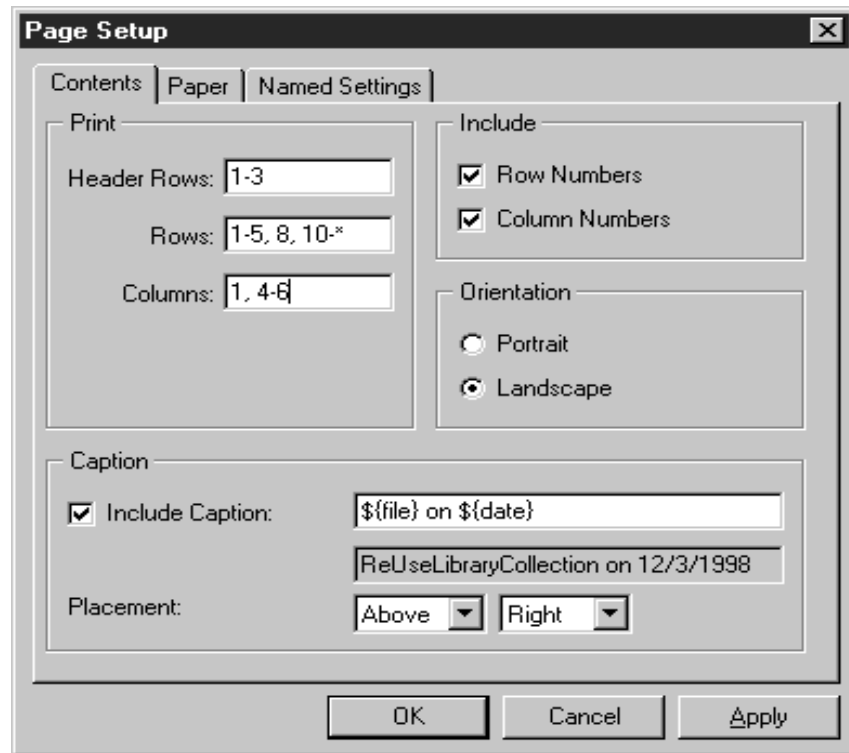 Page Setup
Contents Paper Named Settings
Print
Header Rows: 1-3
Rows: 1-5, 8, 10-*
Columns: 1, 4-6
Include
Row Numbers
Column Numbers
Orientation
Portrait
Landscape
Caption
Include Caption: ${file} on ${date}
ReUseLibraryCollection on 12/3/1998
Placement: Above Right
OK Cancel Apply